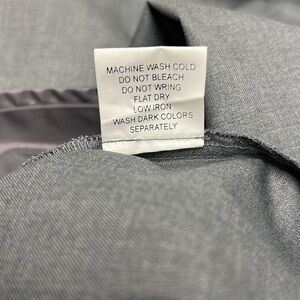 MACHINE WASH COLD
DO NOT BLEACH
DO NOT WRING
FLAT DRY
LOW IRON
WASH DARK COLORS
SEPARATELY